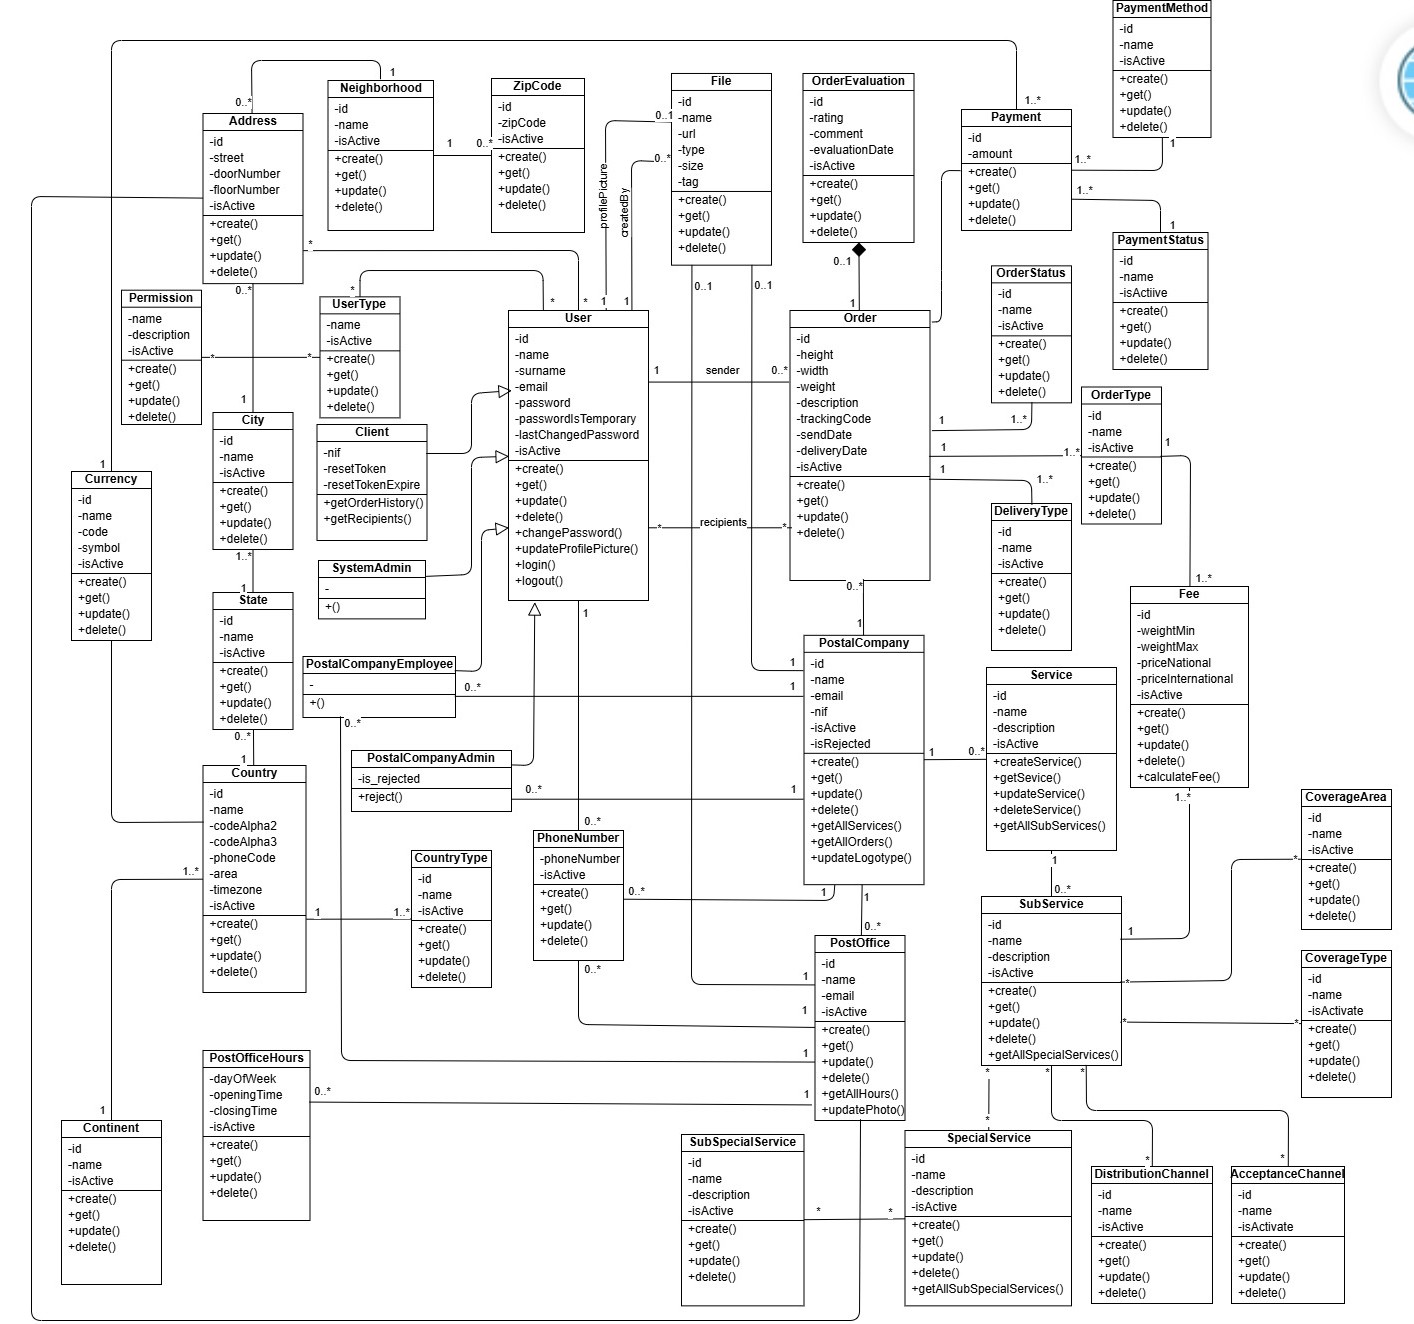 PaymentMethod
-id
-name
-isActive
+create()
+get()
+update()
+delete()
1
0..*
1
Neighborhood
-id
-name
-isActive
+create()
+get()
+update()
+delete()
1
0..*
ZipCode
-id
-zipCode
-isActive
+create()
+get()
+update()
+delete()
File
-id
-name
-url
-type
-size
-tag
+create()
+get()
+update()
+delete()
0..1
0..*
profilePicture
createdBy
1
1
0..1
0..1
OrderEvaluation
-id
-rating
-comment
-evaluationDate
-isActive
+create()
+get()
+update()
+delete()
0..1
1
1..*
Payment
-id
-amount
+create()
+get()
+update()
+delete()
1..*
1..*
1
PaymentStatus
-id
-name
-isActiive
+create()
+get()
+update()
+delete()
Address
-id
-street
-doorNumber
-floorNumber
-isActive
+create()
+get()
+update()
+delete()
*
0..*
Permission
-name
-description
-isActive
+create()
+get()
+update()
+delete()
*
*
*
UserType
-name
-isActive
+create()
+get()
+update()
+delete()
*
*
User
-id
-name
-surname
-email
-password
-passwordIsTemporary
-lastChangedPassword
-isActive
+create()
+get()
+update()
+delete()
+changePassword()
+updateProfilePicture()
+login()
+logout()
1
sender
0..*
*
recipients
*
1
Order
-id
-height
-width
-weight
-description
-trackingCode
-sendDate
-deliveryDate
-isActive
+create()
+get()
+update()
+delete()
0..*
1
OrderStatus
-id
-name
-isActive
+create()
+get()
+update()
+delete()
1
1..*
1
1..*
1
1..*
OrderType
-id
-name
-isActive
+create()
+get()
+update()
+delete()
1
1..*
DeliveryType
-id
-name
-isActive
+create()
+get()
+update()
+delete()
1
City
-id
-name
-isActive
+create()
+get()
+update()
+delete()
1..*
1
Client
-nif
-resetToken
-resetTokenExpire
+getOrderHistory()
+getRecipients()
1
Currency
-id
-name
-code
-symbol
-isActive
+create()
+get()
+update()
+delete()
SystemAdmin
-
+()
State
-id
-name
-isActive
+create()
+get()
+update()
+delete()
0..*
1
PostalCompanyEmployee
-
+()
0..*
1
0..*
PostalCompanyAdmin
-is_rejected
+reject()
0..*
1
PostalCompany
-id
-name
-email
-nif
-isActive
-isRejected
+create()
+get()
+update()
+delete()
+getAllServices()
+getAllOrders()
+updateLogotype()
1
1
0..*
1
1
0..*
Service
-id
-name
-description
-isActive
+createService()
+getSevice()
+updateService()
+deleteService()
+getAllSubServices()
1
0..*
Fee
-id
-weightMin
-weightMax
-priceNational
-priceInternational
-isActive
+create()
+get()
+update()
+delete()
+calculateFee()
1..*
1
Country
-id
-name
-codeAlpha2
-codeAlpha3
-phoneCode
-area
-timezone
-isActive
+create()
+get()
+update()
+delete()
1..*
1
1..*
CountryType
-id
-name
-isActive
+create()
+get()
+update()
+delete()
0..*
PhoneNumber
-phoneNumber
-isActive
+create()
+get()
+update()
+delete()
0..*
0..*
PostOffice
-id
-name
-email
-isActive
+create()
+get()
+update()
+delete()
+getAllHours()
+updatePhoto()
1
1
1
1
SubService
-id
-name
-description
-isActive
+create()
+get()
+update()
+delete()
+getAllSpecialServices()
*
*
*
*
*
CoverageArea
-id
-name
-isActive
+create()
+get()
+update()
+delete()
*
CoverageType
-id
-name
-isActivate
+create()
+get()
+update()
+delete()
*
PostOfficeHours
-dayOfWeek
-openingTime
-closingTime
-isActive
+create()
+get()
+update()
+delete()
0..*
1
Continent
-id
-name
-isActive
+create()
+get()
+update()
+delete()
SubSpecialService
-id
-name
-description
-isActive
+create()
+get()
+update()
+delete()
*
*
*
SpecialService
-id
-name
-description
-isActive
+create()
+get()
+update()
+delete()
+getAllSubSpecialServices()
*
DistributionChannel
-id
-name
-isActive
+create()
+get()
+update()
+delete()
*
AcceptanceChannel
-id
-name
-isActivate
+create()
+get()
+update()
+delete()